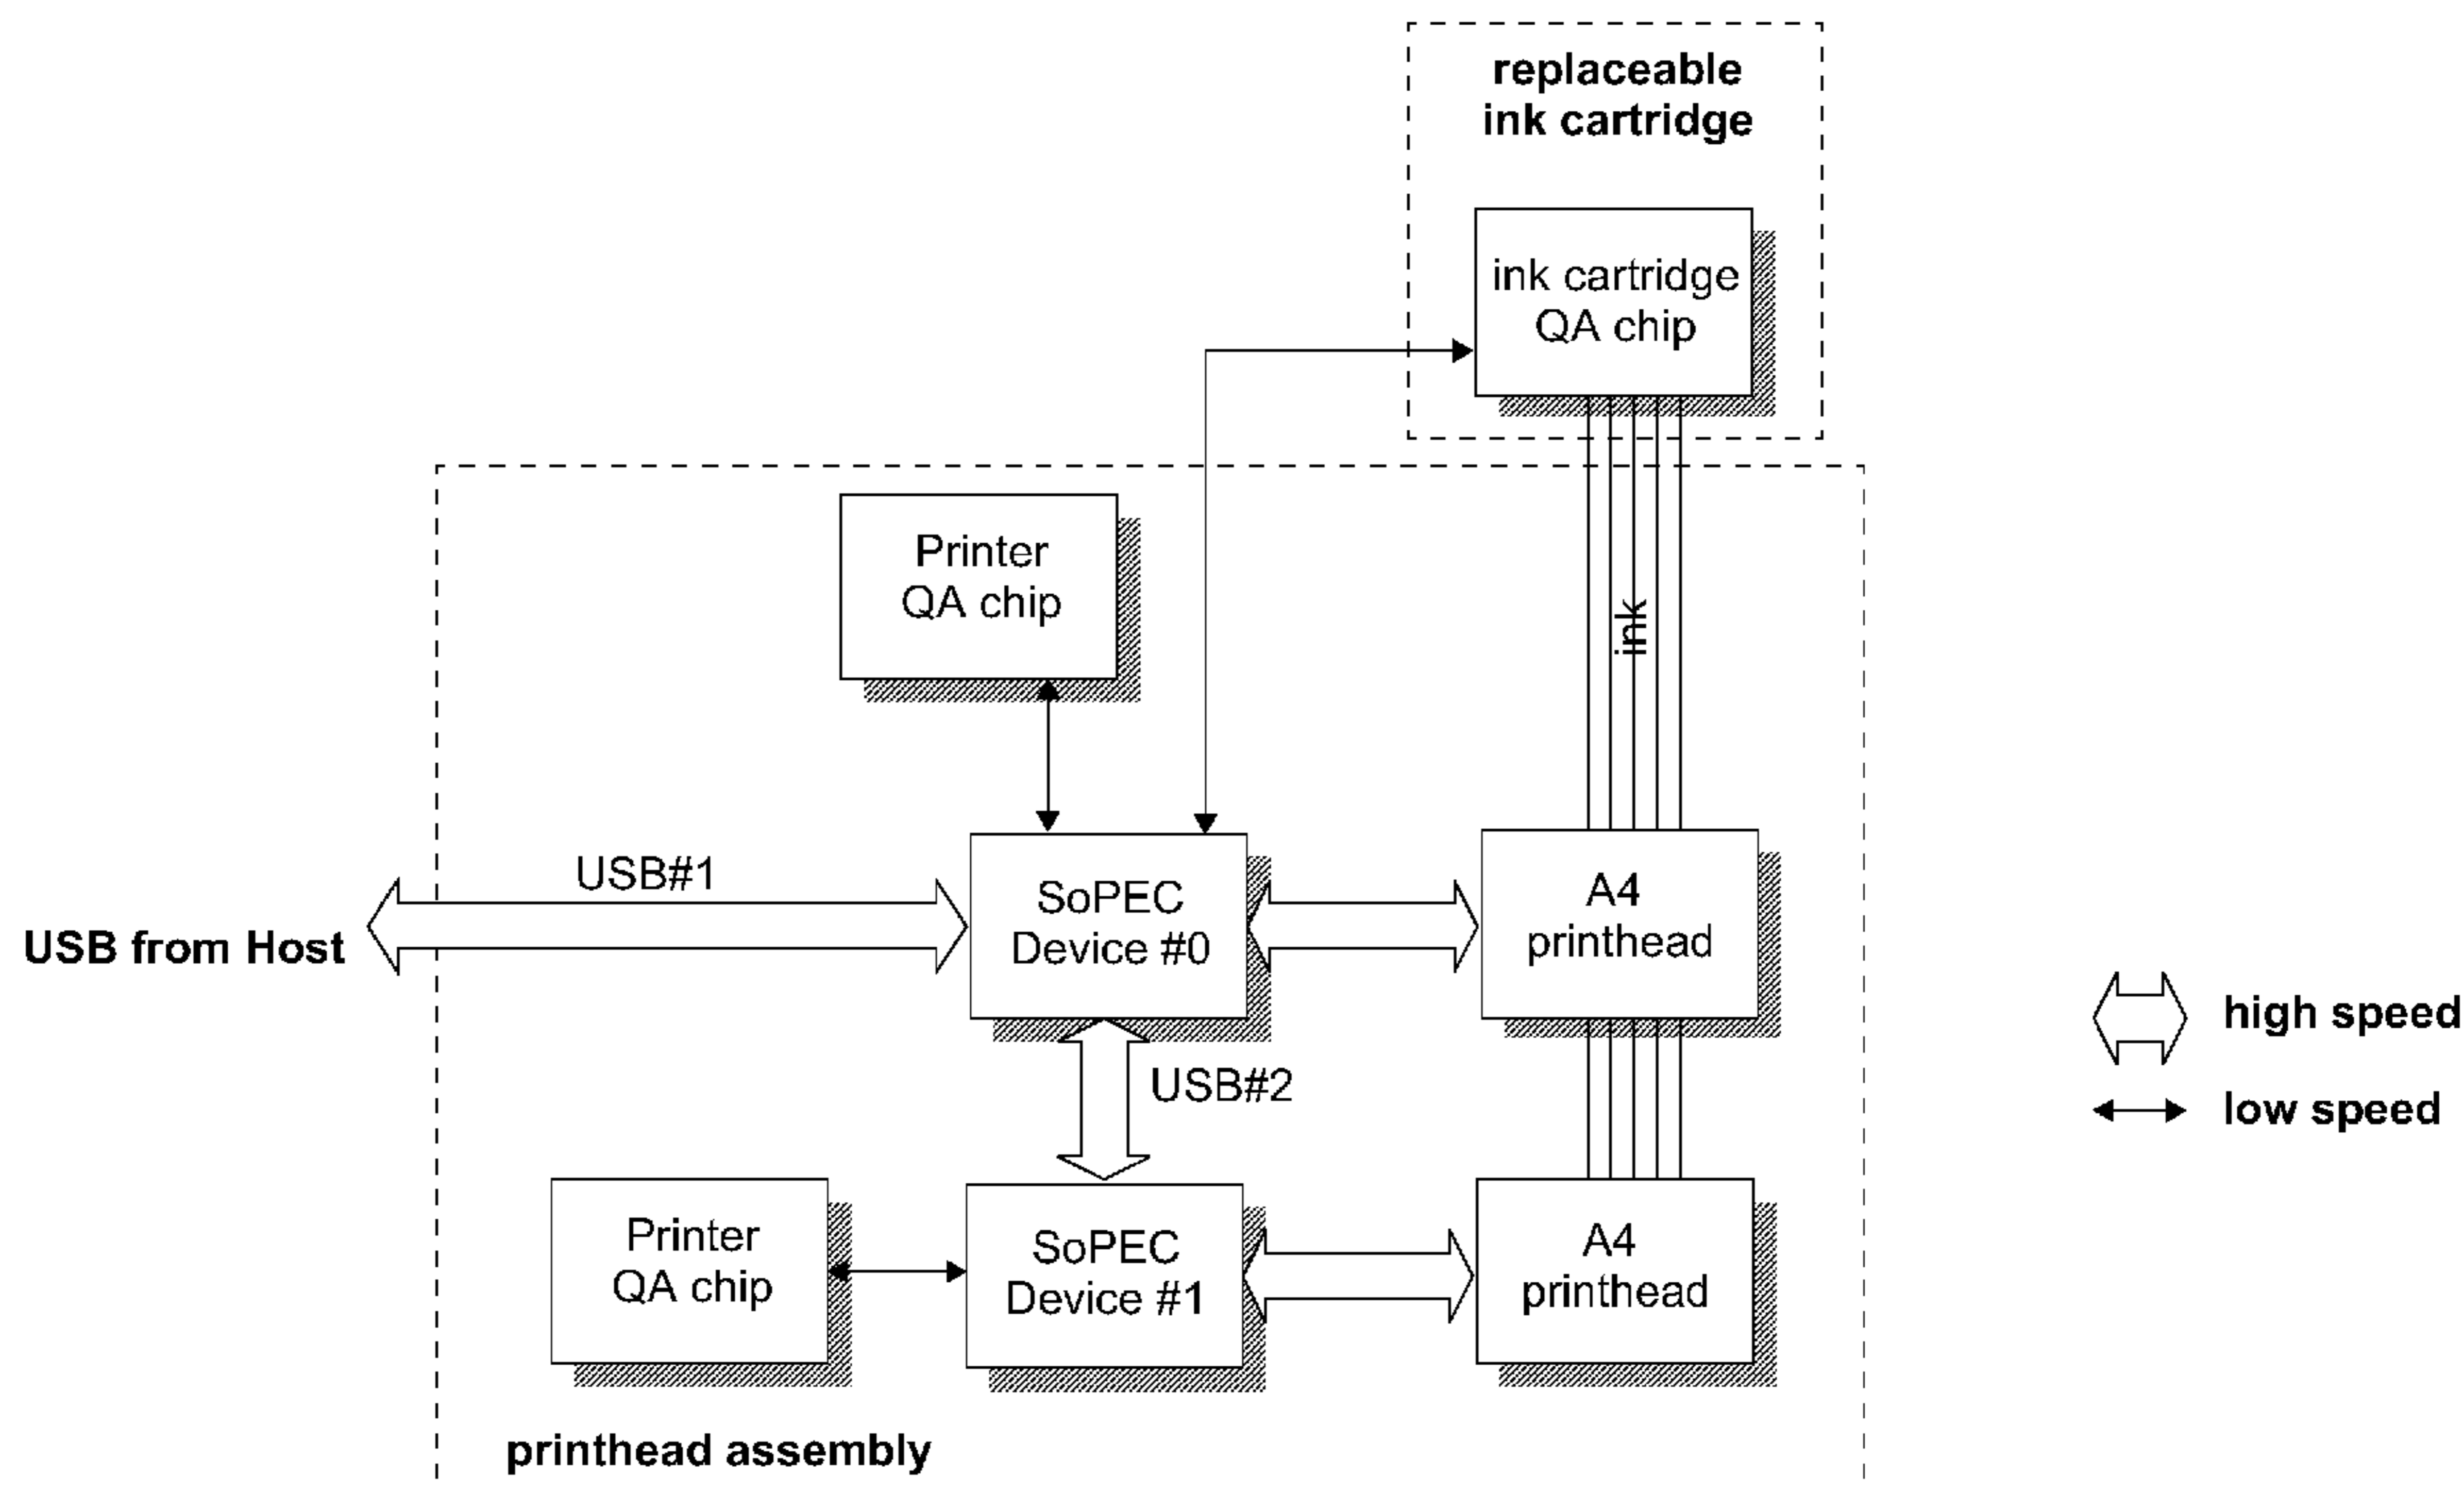 replaceable
ink cartridge
ink cartridge
QA chip
Printer
QA chip
ink
USB#1
USB from Host
SoPEC
Device #0
A4
printhead
high speed
USB#2
low speed
Printer
QA chip
SoPEC
Device #1
A4
printhead
printhead assembly